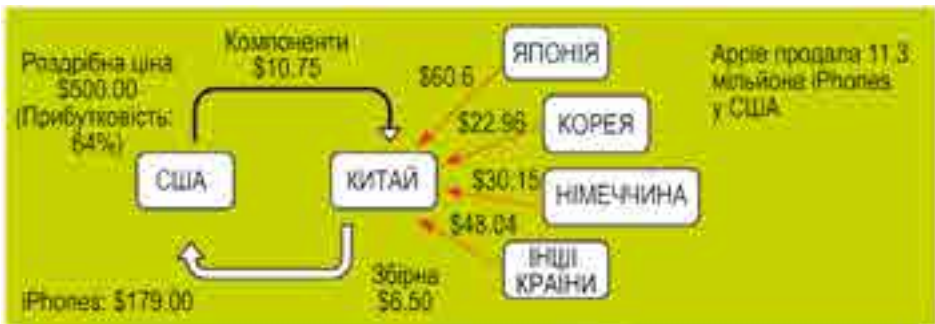 Роздрібна ціна
$500.00
(Прибутковість:
64%)
Компоненти
$10.75
США
КИТАЙ
iPhones: $179.00
Збірна
$6.50
$60.6
$22.96
$30.15
$48.04
ЯПОНІЯ
КОРЕЯ
НІМЕЧЧИНА
ІНШІ
КРАЇНИ
Apple продала 11.3
мільйона iPhones
у США